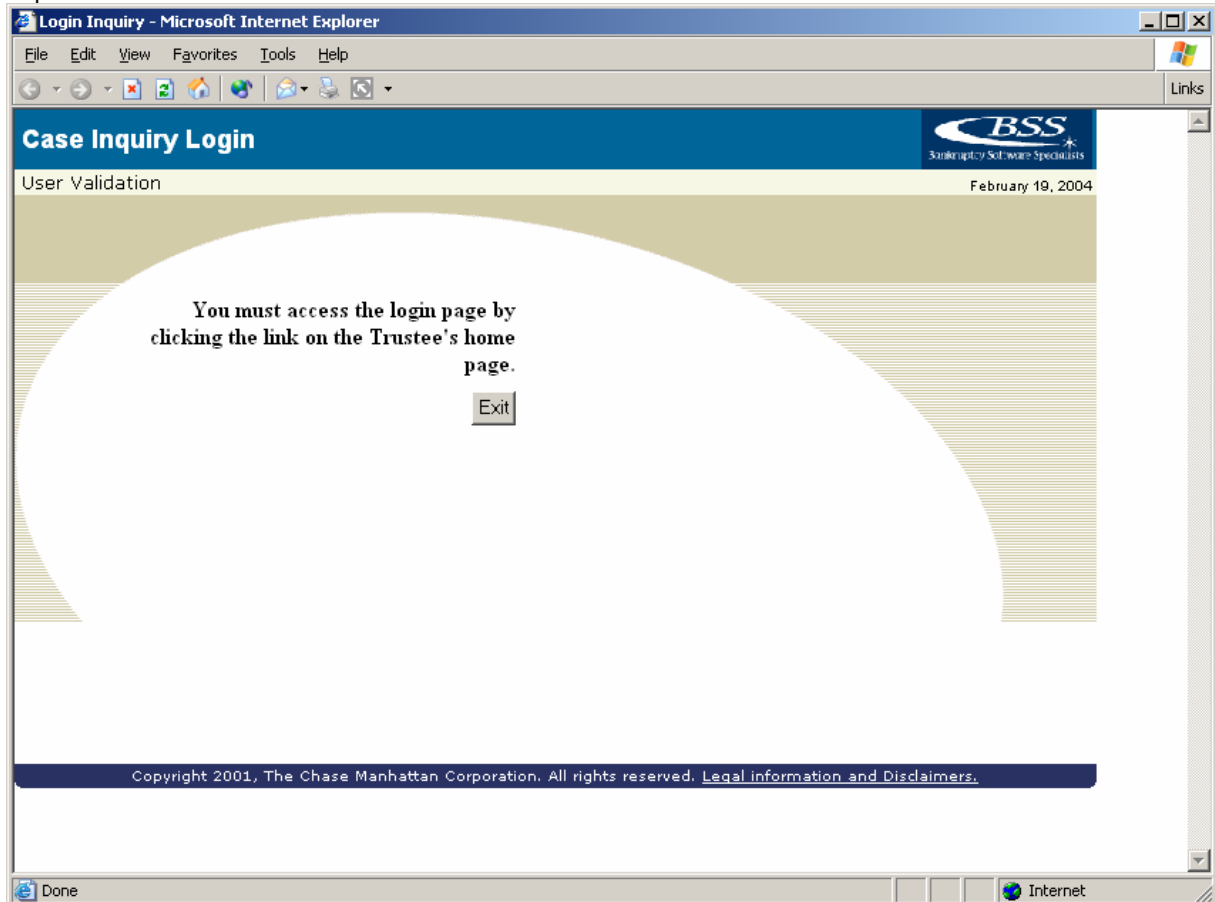 Login Inquiry - Microsoft Internet Explorer
File Edit View Favorites Tools Help
Links
Case Inquiry Login
BSS
Bankruptcy Software Specialists
User Validation
February 19, 2004
You must access the login page by
clicking the link on the Trustee's home
page.
Exit
Copyright 2001, The Chase Manhattan Corporation. All rights reserved. Legal information and Disclaimers.
Done
Internet